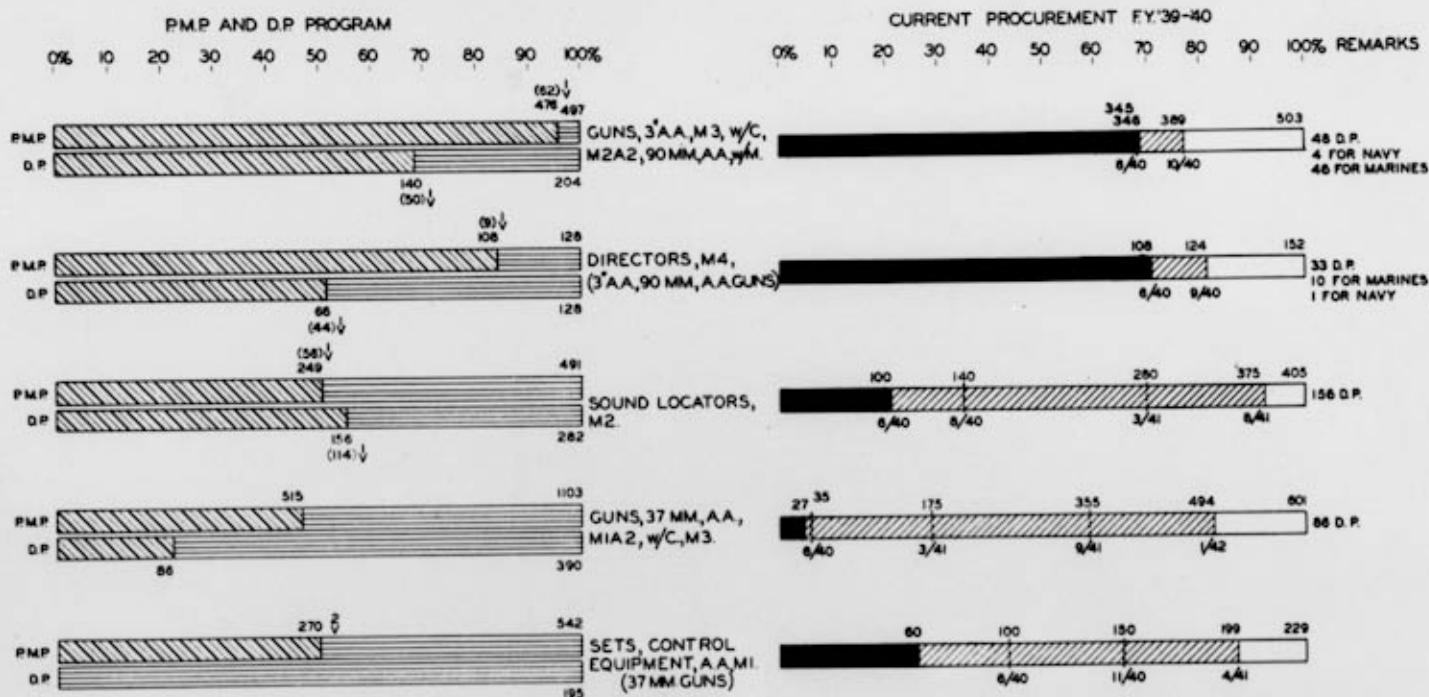 P.M.P. AND D.P. PROGRAM
0% 10 20 30 40 50 60 70 80 90 100%
CURRENT PROCUREMENT F.Y.'39-'40
0% 10 20 30 40 50 60 70 80 90 100% REMARKS
(62)
476 497
P.M.P.
D.P.
140 204
(50)
GUNS, 3"A.A., M3, w/C,
M2A2, 90 MM, A.A., w/M.
345
346 389 503
6/40 10/40
48 D.P.
4 FOR NAVY
46 FOR MARINES
(9)
108 128
P.M.P.
D.P.
66 128
(44)
DIRECTORS, M4,
(3"A.A., 90 MM, A.A. GUNS)
108 124 152
6/40 9/40
33 D.P.
10 FOR MARINES
1 FOR NAVY
(58)
249 491
P.M.P.
D.P.
156 282
(114)
SOUND LOCATORS,
M2.
100 140 280 375 405
6/40 8/40 3/41 8/41
156 D.P.
515 1103
P.M.P.
D.P.
86 390
GUNS, 37 MM, A.A.,
M1A2, w/C, M3.
27 35 175 355 494 601
6/40 3/41 9/41 1/42
86 D.P.
2
270 542
P.M.P.
D.P.
195
SETS, CONTROL
EQUIPMENT, A.A., M1.
(37 MM GUNS)
60 100 150 199 229
6/40 11/40 4/41